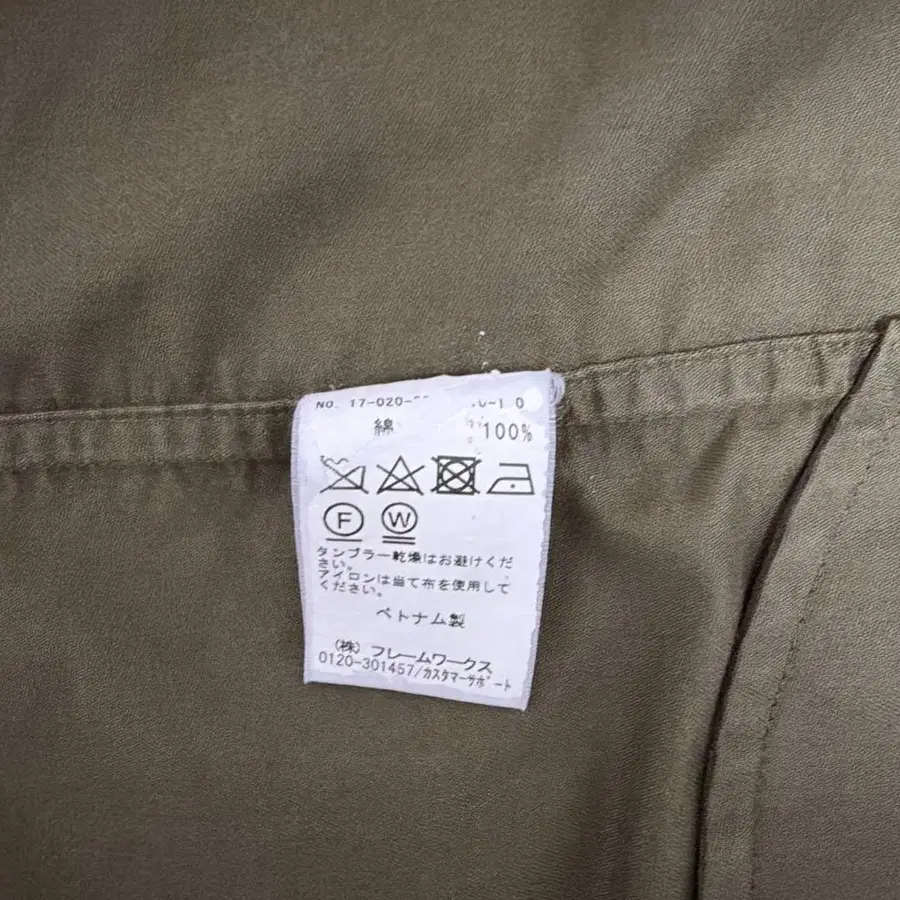 NO. 17-020-
綿 100%
F W
タンブラー乾燥はお避けくだ
さい。
アイロンは当て布を使用して
ください。
ベトナム製
(株) フレームワークス
0120-301457/カスタマーサポート